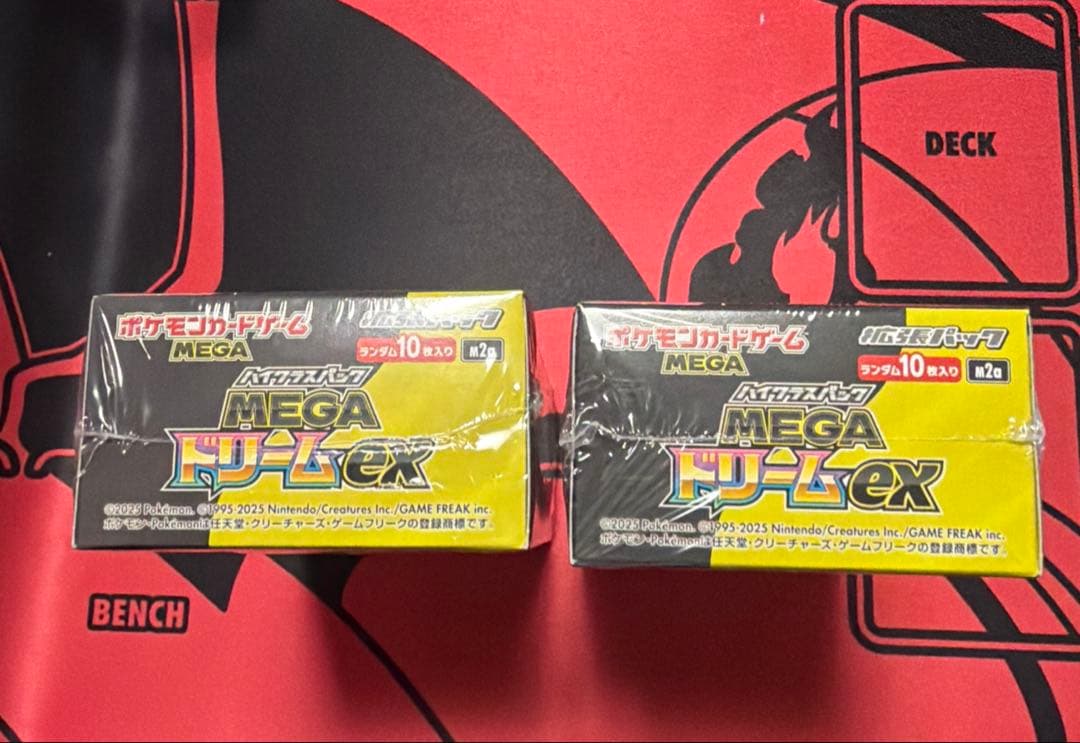 DECK
ポケモンカードゲーム
MEGA
拡張パック
ランダム10枚入り M2a
ハイクラスパック
MEGA
ドリームex
©2025 Pokémon. ©1995-2025 Nintendo/Creatures Inc./GAME FREAK inc.
ポケモン・Pokémonは任天堂・クリーチャーズ・ゲームフリークの登録商標です。
ポケモンカードゲーム
MEGA
拡張パック
ランダム10枚入り M2a
ハイクラスパック
MEGA
ドリームex
©2025 Pokémon. ©1995-2025 Nintendo/Creatures Inc./GAME FREAK inc.
ポケモン・Pokémonは任天堂・クリーチャーズ・ゲームフリークの登録商標です。
BENCH